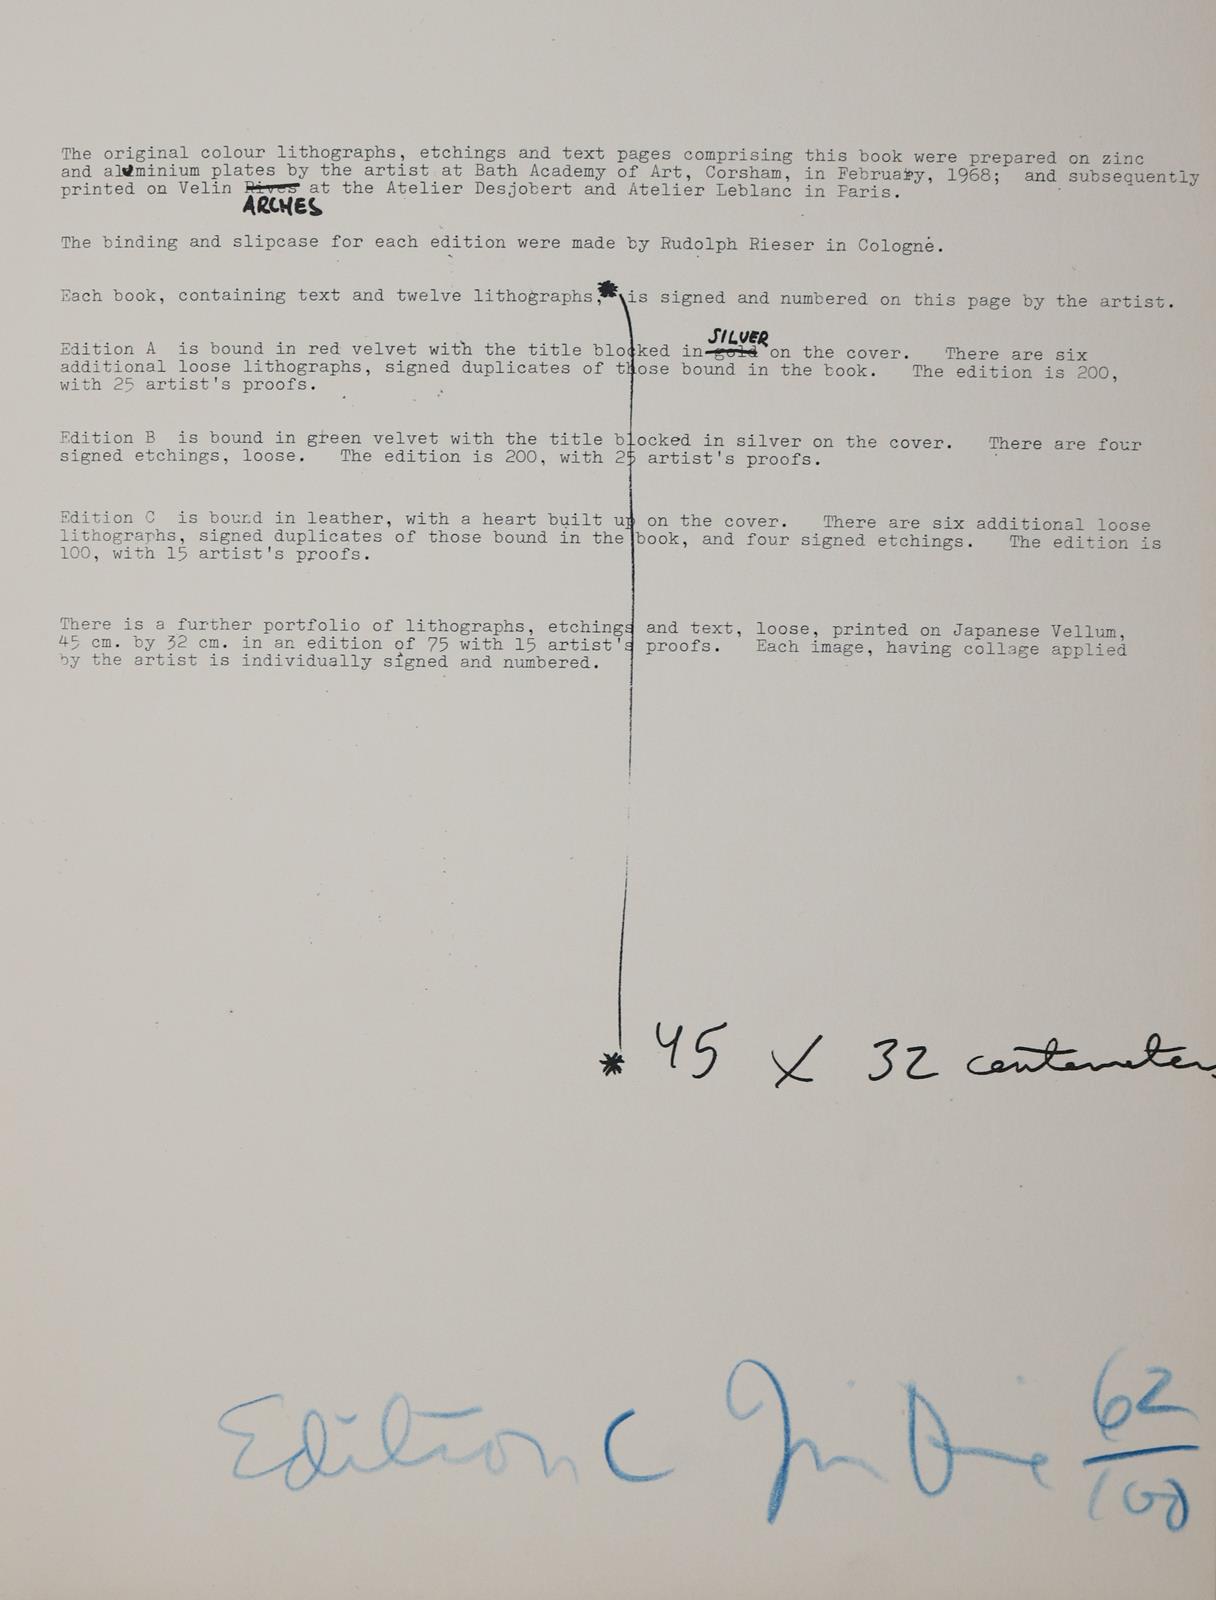 The original colour lithographs, etchings and text pages comprising this book were prepared on zinc
and aluminium plates by the artist at Bath Academy of Art, Corsham, in February, 1968; and subsequently
printed on Velin Rives at the Atelier Desjobert and Atelier Leblanc in Paris.
ARCHES
The binding and slipcase for each edition were made by Rudolph Rieser in Cologne.
Each book, containing text and twelve lithographs,* is signed and numbered on this page by the artist.
SILVER
Edition A is bound in red velvet with the title blocked in gold on the cover. There are six
additional loose lithographs, signed duplicates of those bound in the book. The edition is 200,
with 25 artist's proofs.
Edition B is bound in green velvet with the title blocked in silver on the cover. There are four
signed etchings, loose. The edition is 200, with 25 artist's proofs.
Edition C is bound in leather, with a heart built up on the cover. There are six additional loose
lithographs, signed duplicates of those bound in the book, and four signed etchings. The edition is
100, with 15 artist's proofs.
There is a further portfolio of lithographs, etchings and text, loose, printed on Japanese Vellum,
45 cm. by 32 cm. in an edition of 75 with 15 artist's proofs. Each image, having collage applied
by the artist is individually signed and numbered.
* 45 X 32 centemeters
Edition C Jim Dine 62/100